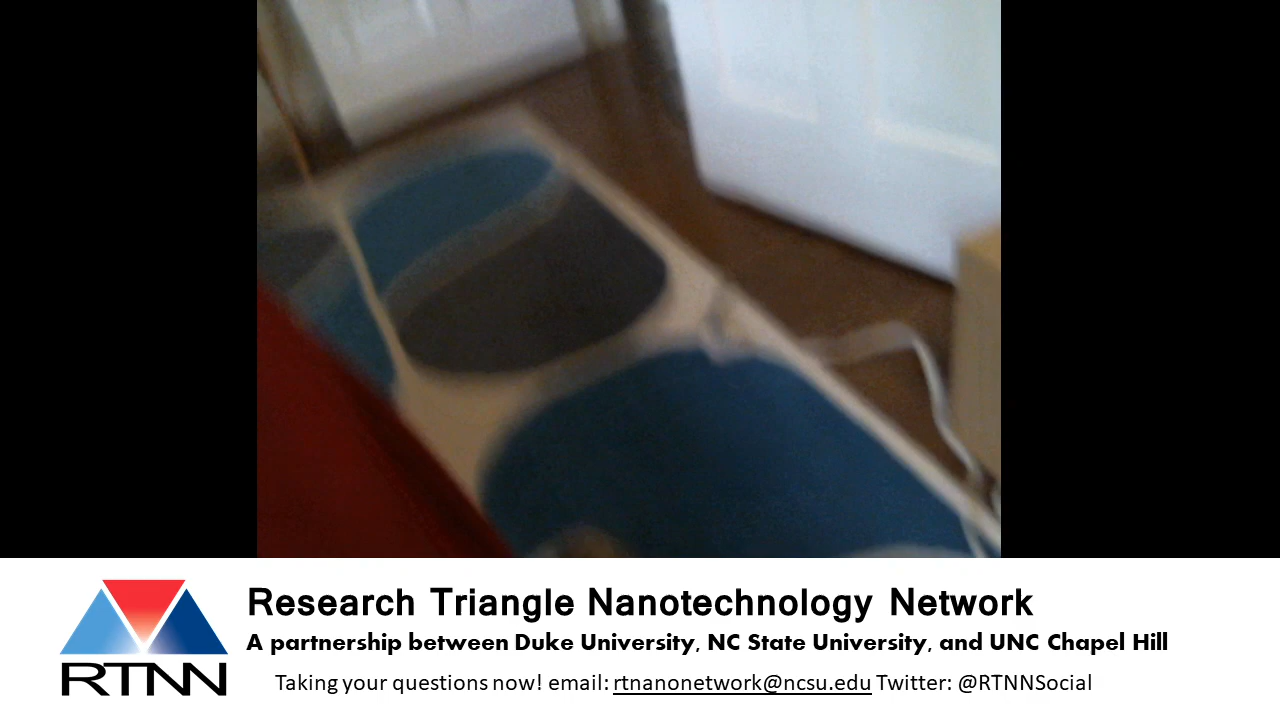 Research Triangle Nanotechnology Network
A partnership between Duke University, NC State University, and UNC Chapel Hill
RTNN
Taking your questions now! email: rtnanonetwork@ncsu.edu Twitter: @RTNNSocial